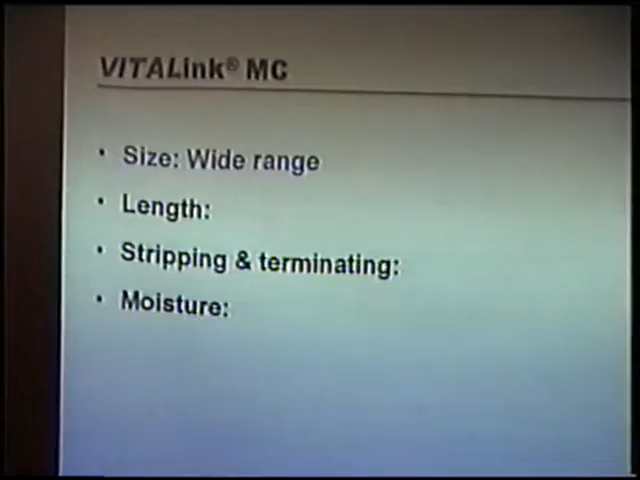 VITALink® MC
• Size: Wide range
• Length:
• Stripping & terminating:
• Moisture: